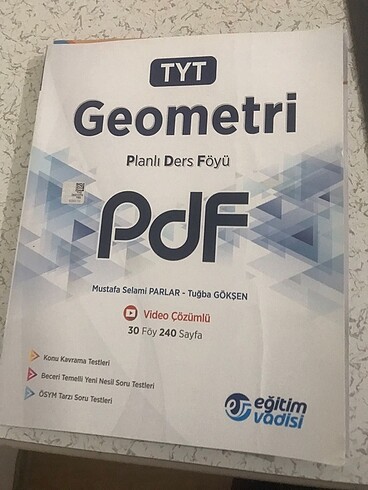 TYT
Geometri
Planlı Ders Föyü
PdF
Mustafa Selami PARLAR - Tuğba GÖKŞEN
Video Çözümlü
30 Föy 240 Sayfa
Konu Kavrama Testleri
Beceri Temelli Yeni Nesil Soru Testleri
ÖSYM Tarzı Soru Testleri
eğitim
vadisi